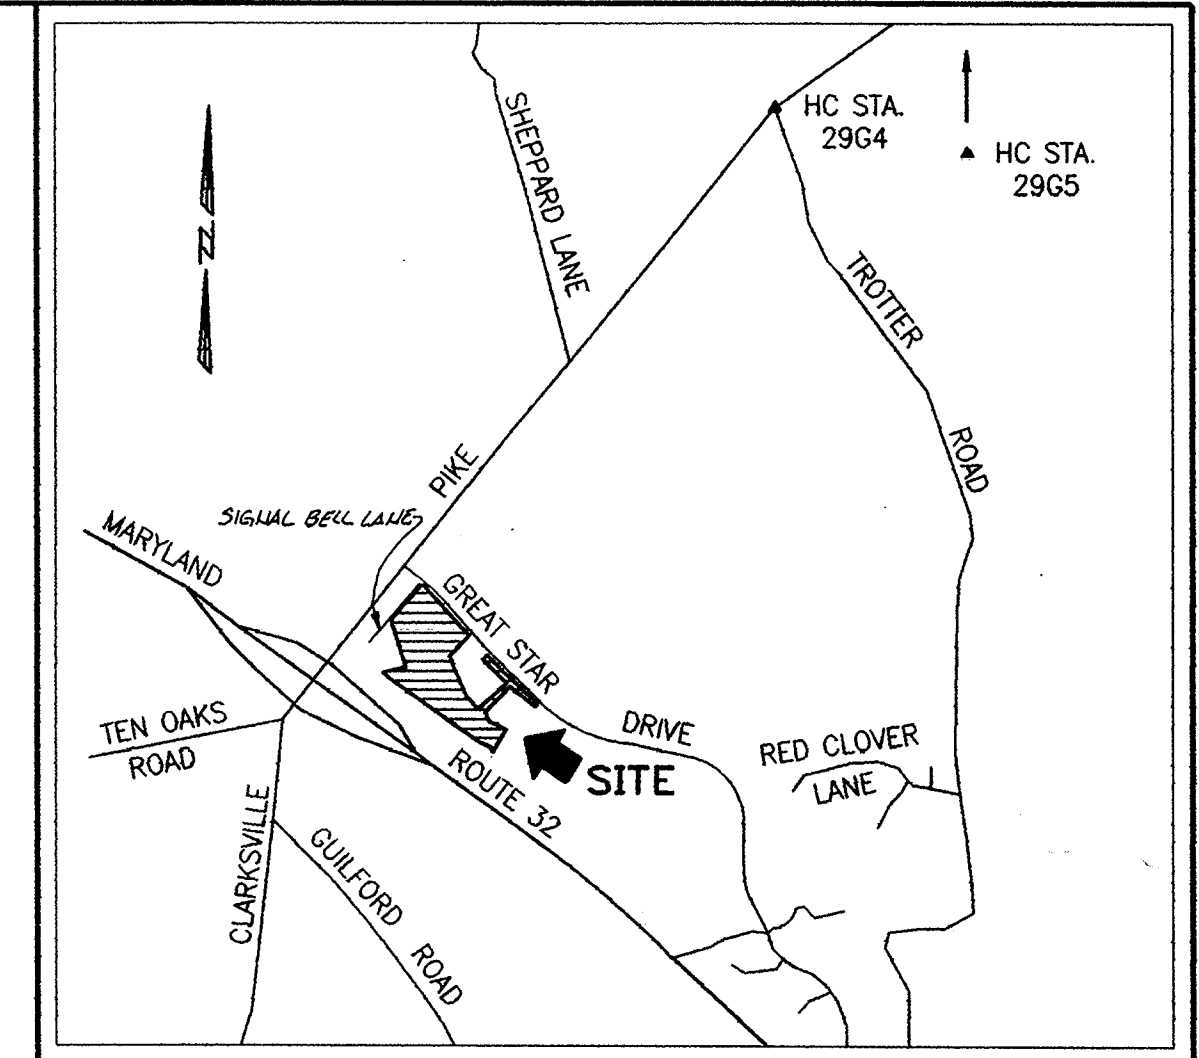 HC STA.
29G4
HC STA.
29G5
SHEPPARD LANE
TROTTER
ROAD
N
PIKE
SIGNAL BELL LANE
MARYLAND
GREAT STAR
DRIVE
TEN OAKS
ROAD
RED CLOVER
LANE
SITE
ROUTE 32
CLARKSVILLE
GUILFORD
ROAD